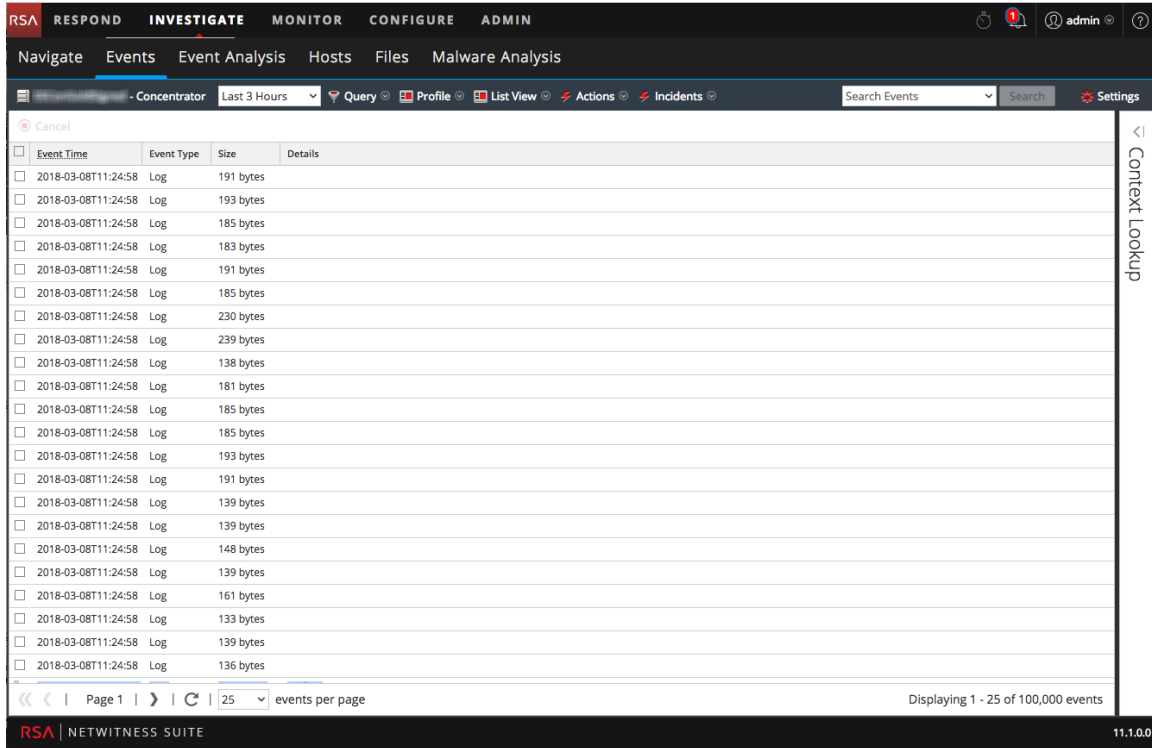 RSA RESPOND INVESTIGATE MONITOR CONFIGURE ADMIN 1 admin ?
Navigate Events Event Analysis Hosts Files Malware Analysis
- Concentrator Last 3 Hours Query Profile List View Actions Incidents Search Events Search Settings
Cancel
Event Time Event Type Size Details
2018-03-08T11:24:58 Log 191 bytes
2018-03-08T11:24:58 Log 193 bytes
2018-03-08T11:24:58 Log 185 bytes
2018-03-08T11:24:58 Log 183 bytes
2018-03-08T11:24:58 Log 191 bytes
2018-03-08T11:24:58 Log 185 bytes
2018-03-08T11:24:58 Log 230 bytes
2018-03-08T11:24:58 Log 239 bytes
2018-03-08T11:24:58 Log 138 bytes
2018-03-08T11:24:58 Log 181 bytes
2018-03-08T11:24:58 Log 185 bytes
2018-03-08T11:24:58 Log 185 bytes
2018-03-08T11:24:58 Log 193 bytes
2018-03-08T11:24:58 Log 191 bytes
2018-03-08T11:24:58 Log 139 bytes
2018-03-08T11:24:58 Log 139 bytes
2018-03-08T11:24:58 Log 148 bytes
2018-03-08T11:24:58 Log 139 bytes
2018-03-08T11:24:58 Log 161 bytes
2018-03-08T11:24:58 Log 133 bytes
2018-03-08T11:24:58 Log 139 bytes
2018-03-08T11:24:58 Log 136 bytes
Context Lookup
Page 1 | 25 events per page Displaying 1 - 25 of 100,000 events
RSA | NETWITNESS SUITE 11.1.0.0